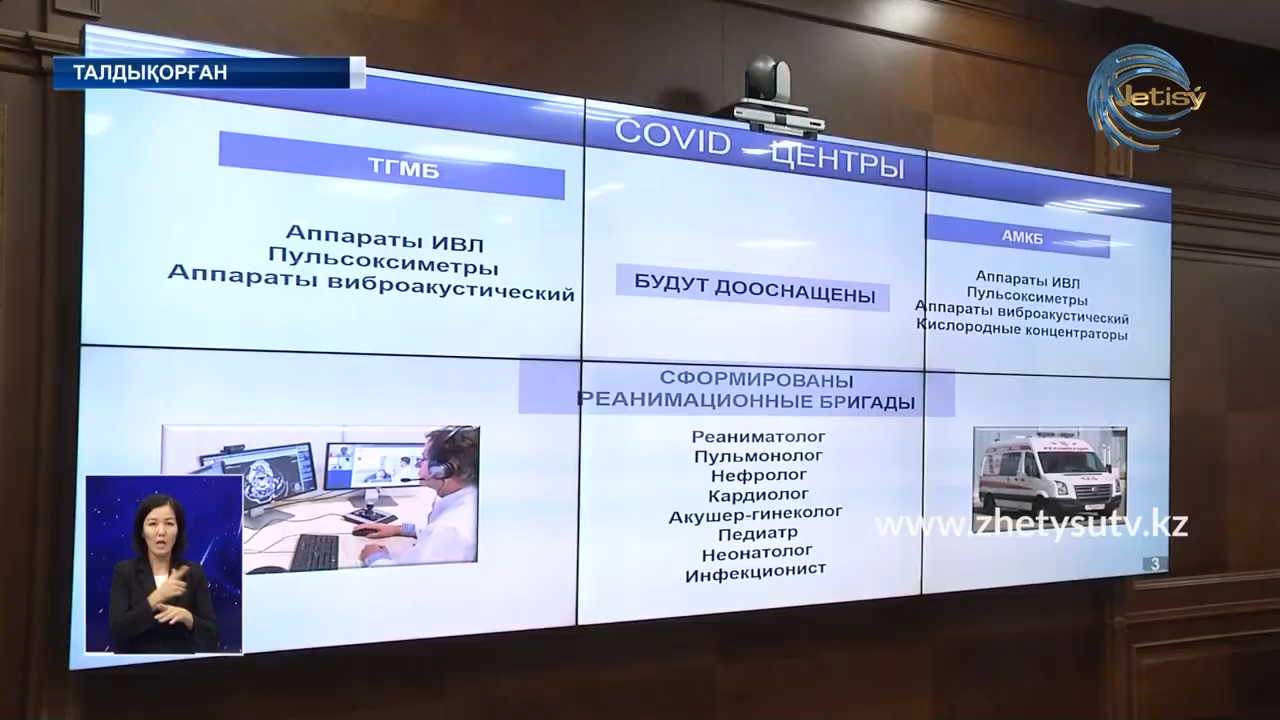 ТАЛДЫҚОРҒАН
Jetisý
COVID – ЦЕНТРЫ
ТГМБ
Аппараты ИВЛ
Пульсоксиметры
Аппараты виброакустический
БУДУТ ДООСНАЩЕНЫ
АМКБ
Аппараты ИВЛ
Пульсоксиметры
Аппараты виброакустический
Кислородные концентраторы
СФОРМИРОВАНЫ
РЕАНИМАЦИОННЫЕ БРИГАДЫ
Реаниматолог
Пульмонолог
Нефролог
Кардиолог
Акушер-гинеколог
Педиатр
Неонатолог
Инфекционист
www.zhetysutv.kz
3